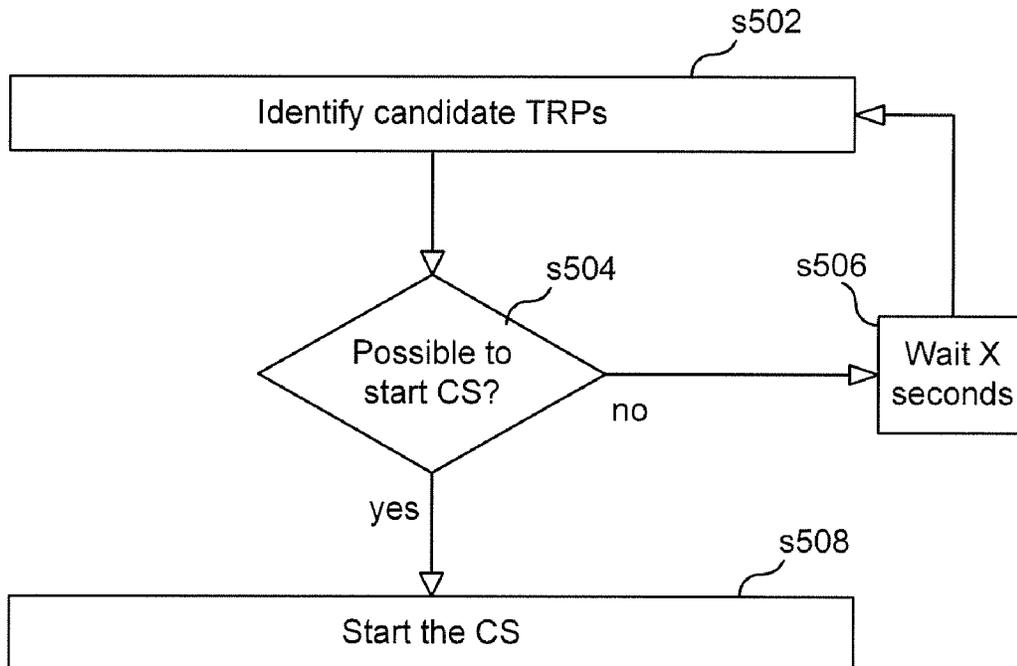 s502
Identify candidate TRPs
s504
Possible to
start CS?
s506
Wait X
seconds
no
yes
s508
Start the CS